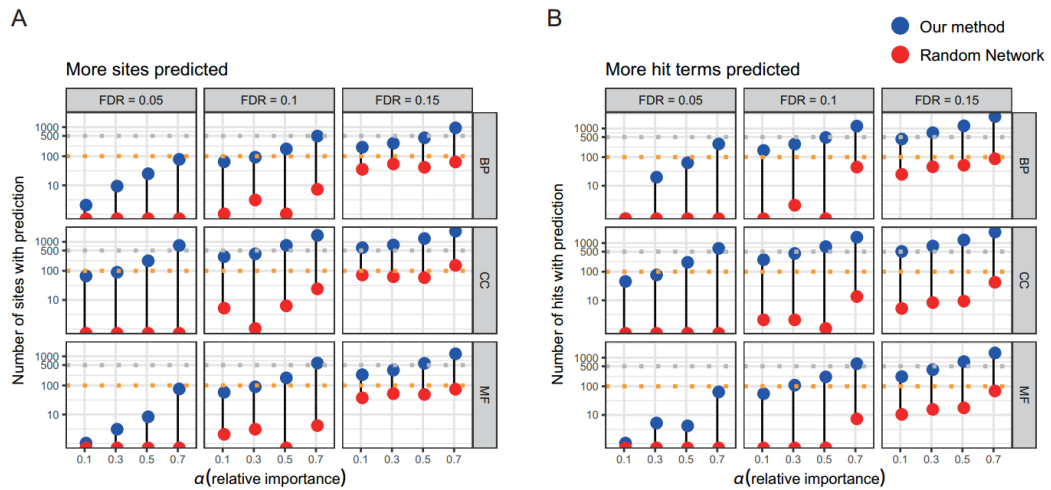 A
B
Our method
Random Network
More sites predicted
More hit terms predicted
FDR = 0.05
FDR = 0.1
FDR = 0.15
FDR = 0.05
FDR = 0.1
FDR = 0.15
Number of sites with prediction
1000
500
100
10
BP
1000
500
100
10
CC
1000
500
100
10
MF
0.1 0.3 0.5 0.7
0.1 0.3 0.5 0.7
0.1 0.3 0.5 0.7
α(relative importance)
Number of hits with prediction
1000
500
100
10
BP
1000
500
100
10
CC
1000
500
100
10
MF
0.1 0.3 0.5 0.7
0.1 0.3 0.5 0.7
0.1 0.3 0.5 0.7
α(relative importance)